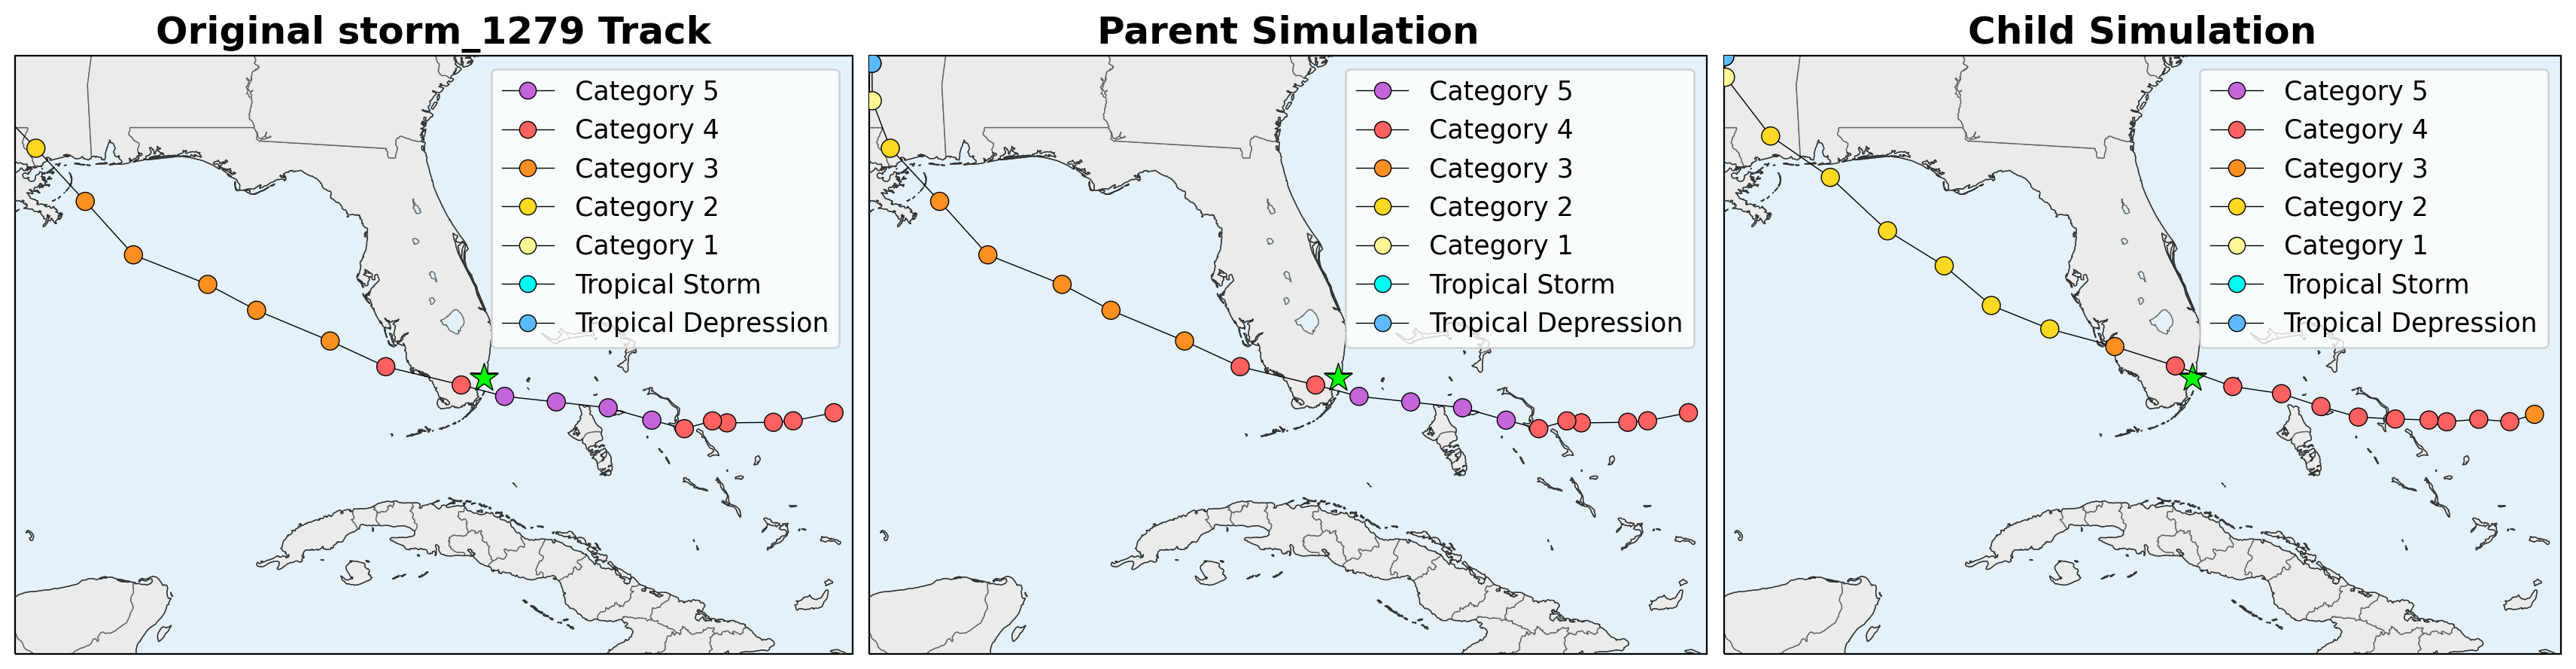 Original storm_1279 Track
Category 5
Category 4
Category 3
Category 2
Category 1
Tropical Storm
Tropical Depression
Parent Simulation
Category 5
Category 4
Category 3
Category 2
Category 1
Tropical Storm
Tropical Depression
Child Simulation
Category 5
Category 4
Category 3
Category 2
Category 1
Tropical Storm
Tropical Depression